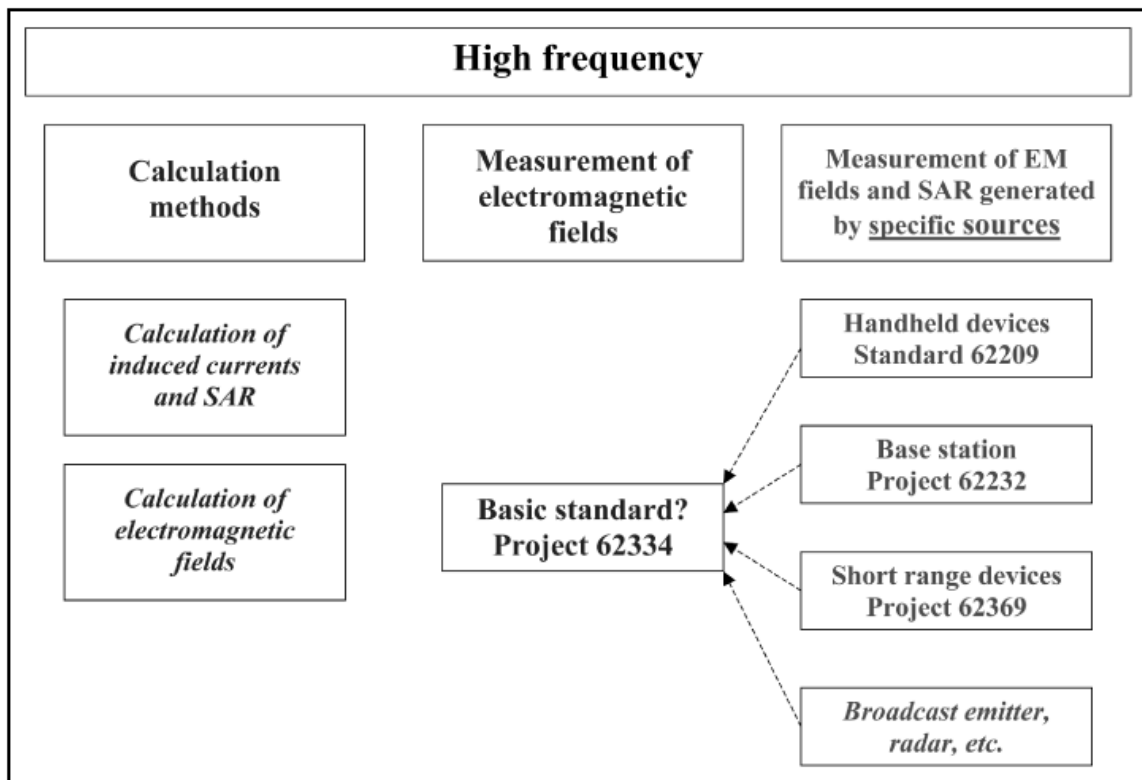 High frequency
Calculation
methods
Measurement of
electromagnetic
fields
Measurement of EM
fields and SAR generated
by specific sources
Calculation of
induced currents
and SAR
Calculation of
electromagnetic
fields
Basic standard?
Project 62334
Handheld devices
Standard 62209
Base station
Project 62232
Short range devices
Project 62369
Broadcast emitter,
radar, etc.